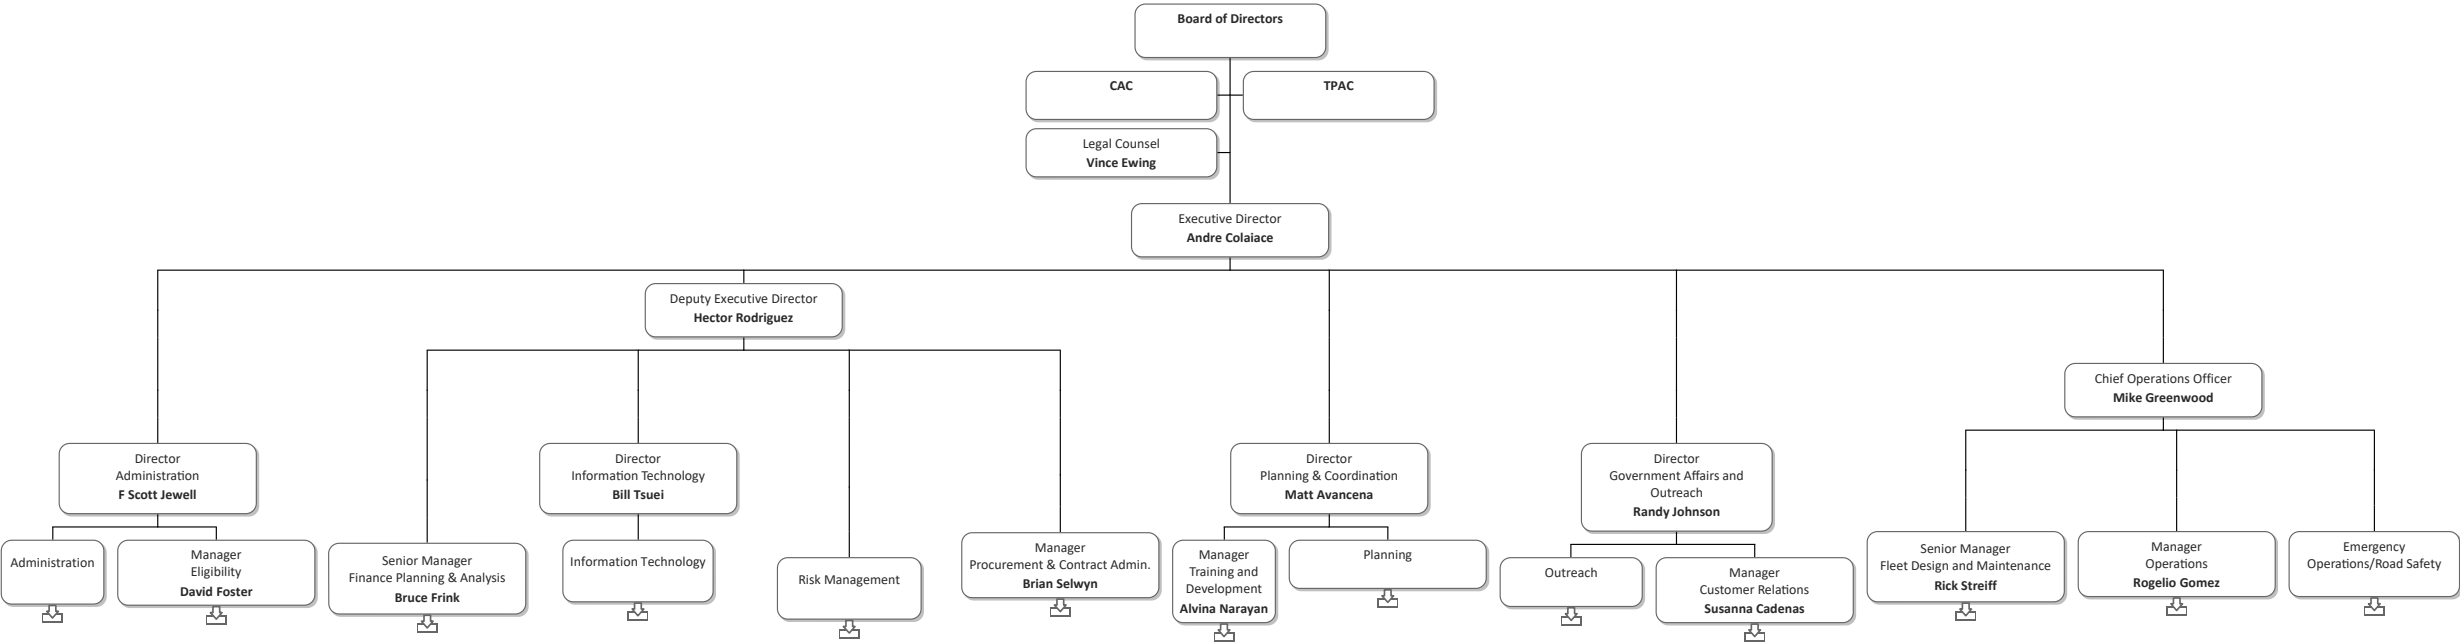 Board of Directors
CAC
TPAC
Legal Counsel
Vince Ewing
Executive Director
Andre Colaiace
Deputy Executive Director
Hector Rodriguez
Chief Operations Officer
Mike Greenwood
Director
Administration
F Scott Jewell
Director
Information Technology
Bill Tsuei
Director
Planning & Coordination
Matt Avancena
Director
Government Affairs and
Outreach
Randy Johnson
Administration
Manager
Eligibility
David Foster
Senior Manager
Finance Planning & Analysis
Bruce Frink
Information Technology
Risk Management
Manager
Procurement & Contract Admin.
Brian Selwyn
Manager
Training and
Development
Alvina Narayan
Planning
Outreach
Manager
Customer Relations
Susanna Cadenas
Senior Manager
Fleet Design and Maintenance
Rick Streiff
Manager
Operations
Rogelio Gomez
Emergency
Operations/Road Safety